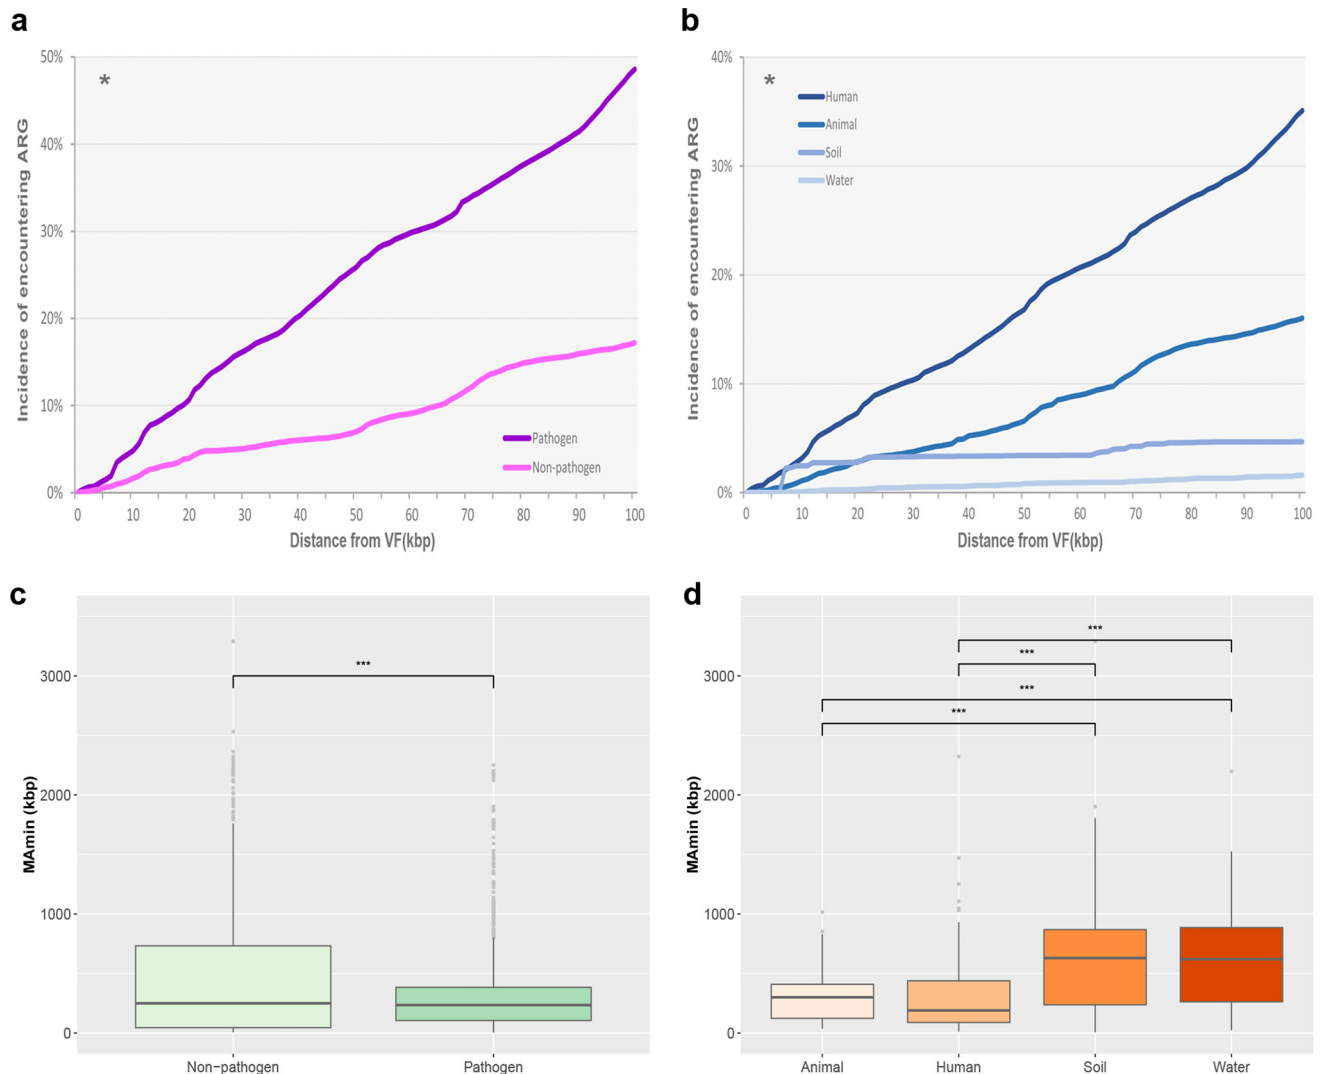 a
*
50%
40%
30%
20%
10%
0%
Incidence of encountering ARG
Pathogen
Non-pathogen
0 10 20 30 40 50 60 70 80 90 100
Distance from VF(kbp)
b
*
40%
30%
20%
10%
0%
Incidence of encountering ARG
Human
Animal
Soil
Water
0 10 20 30 40 50 60 70 80 90 100
Distance from VF(kbp)
c
***
3000
2000
1000
0
MAmin (kbp)
Non-pathogen Pathogen
d
***
***
***
***
3000
2000
1000
0
MAmin (kbp)
Animal Human Soil Water